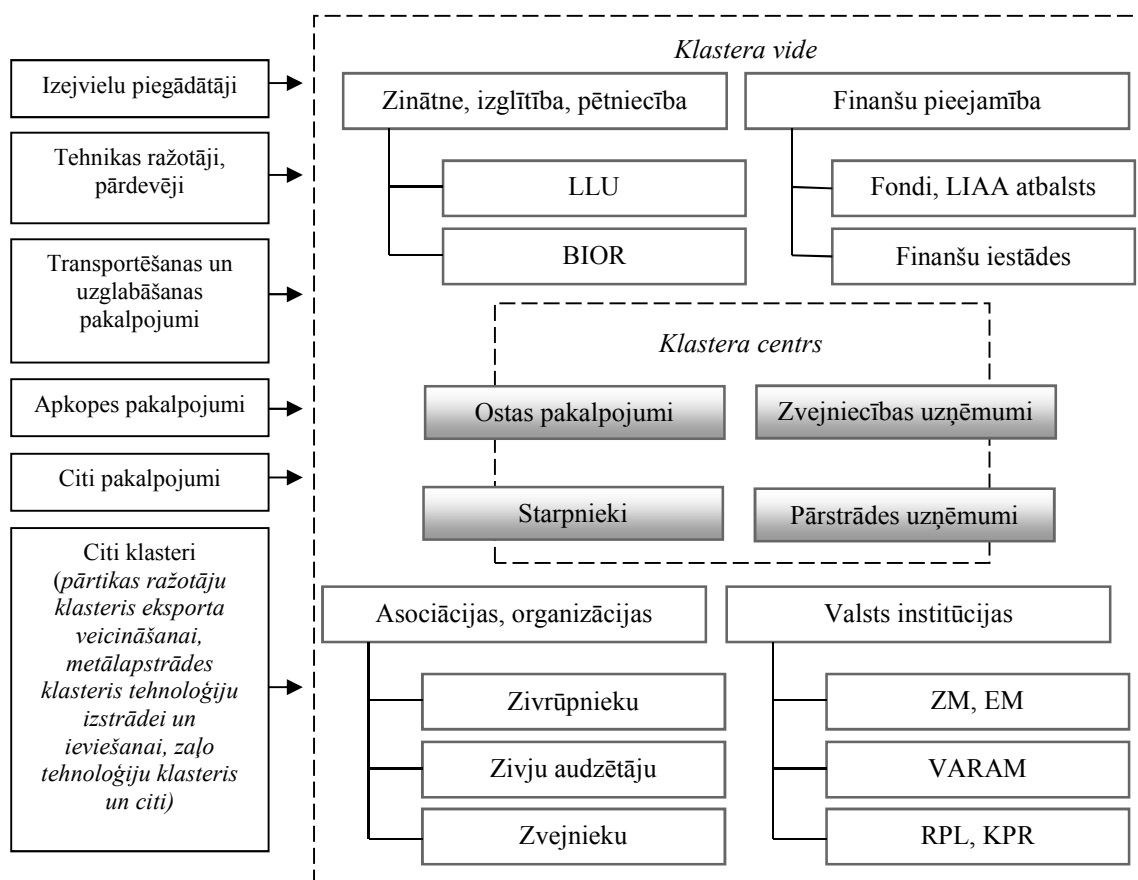 Izejvielu piegādātāji
Tehnikas ražotāji,
pārdevēji
Transportēšanas un
uzglabāšanas
pakalpojumi
Apkopes pakalpojumi
Citi pakalpojumi
Citi klasteri
(pārtikas ražotāju
klasteris eksporta
veicināšanai,
metālapstrādes
klasteris tehnoloģiju
izstrādei un
ieviešanai, zaļo
tehnoloģiju klasteris
un citi)
Klastera vide
Zinātne, izglītība, pētniecība
LLU
BIOR
Finanšu pieejamība
Fondi, LIAA atbalsts
Finanšu iestādes
Klastera centrs
Ostas pakalpojumi
Zvejniecības uzņēmumi
Starpnieki
Pārstrādes uzņēmumi
Asociācijas, organizācijas
Zivrūpnieku
Zivju audzētāju
Zvejnieku
Valsts institūcijas
ZM, EM
VARAM
RPL, KPR